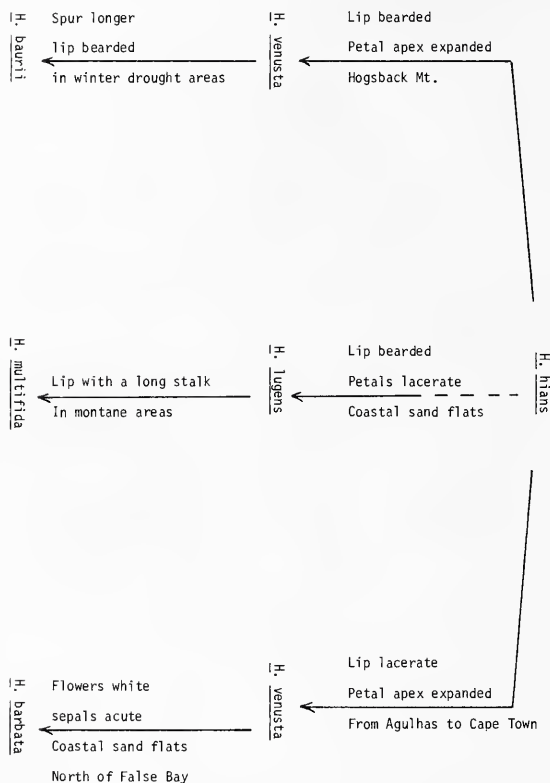 H. baurii
Spur longer
lip bearded
in winter drought areas
H. venusta
Lip bearded
Petal apex expanded
Hogsback Mt.
H. multifida
Lip with a long stalk
In montane areas
H. lugens
Lip bearded
Petals lacerate
Coastal sand flats
H. hians
H. barbata
Flowers white
sepals acute
Coastal sand flats
North of False Bay
H. venusta
Lip lacerate
Petal apex expanded
From Agulhas to Cape Town